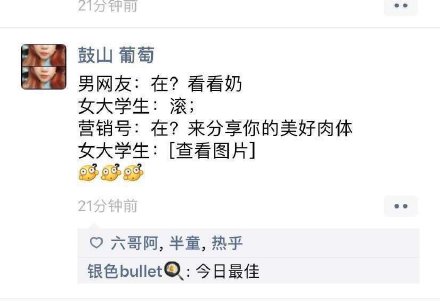 21分钟前
鼓山 葡萄
男网友：在？看看奶
女大学生：滚；
营销号：在？来分享你的美好肉体
女大学生：[查看图片]
21分钟前
六哥阿, 半童, 热乎
银色bullet🍳: 今日最佳